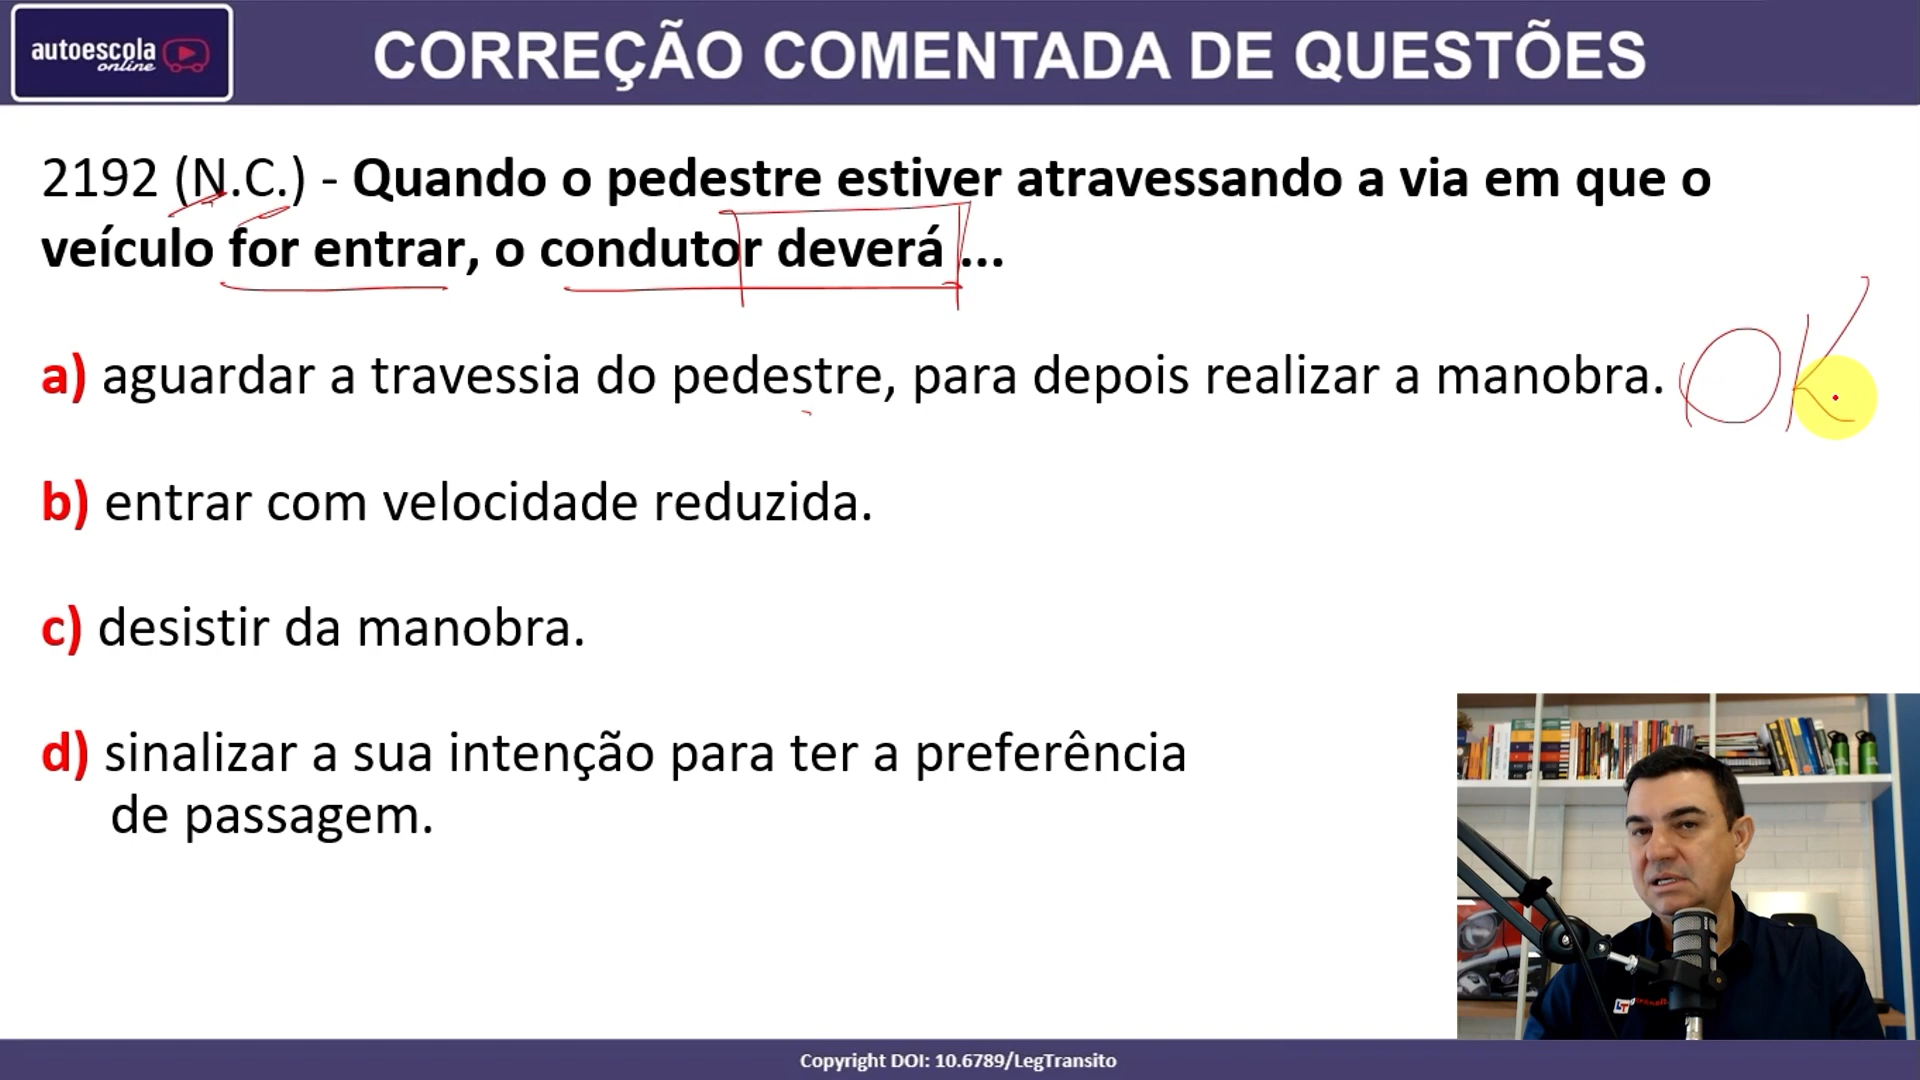 autoescola
online
CORREÇÃO COMENTADA DE QUESTÕES
2192 (N.C.) - Quando o pedestre estiver atravessando a via em que o
veículo for entrar, o condutor deverá ...
a) aguardar a travessia do pedestre, para depois realizar a manobra.
OK
b) entrar com velocidade reduzida.
c) desistir da manobra.
d) sinalizar a sua intenção para ter a preferência
de passagem.
LT
Copyright DOI: 10.6789/LegTransito